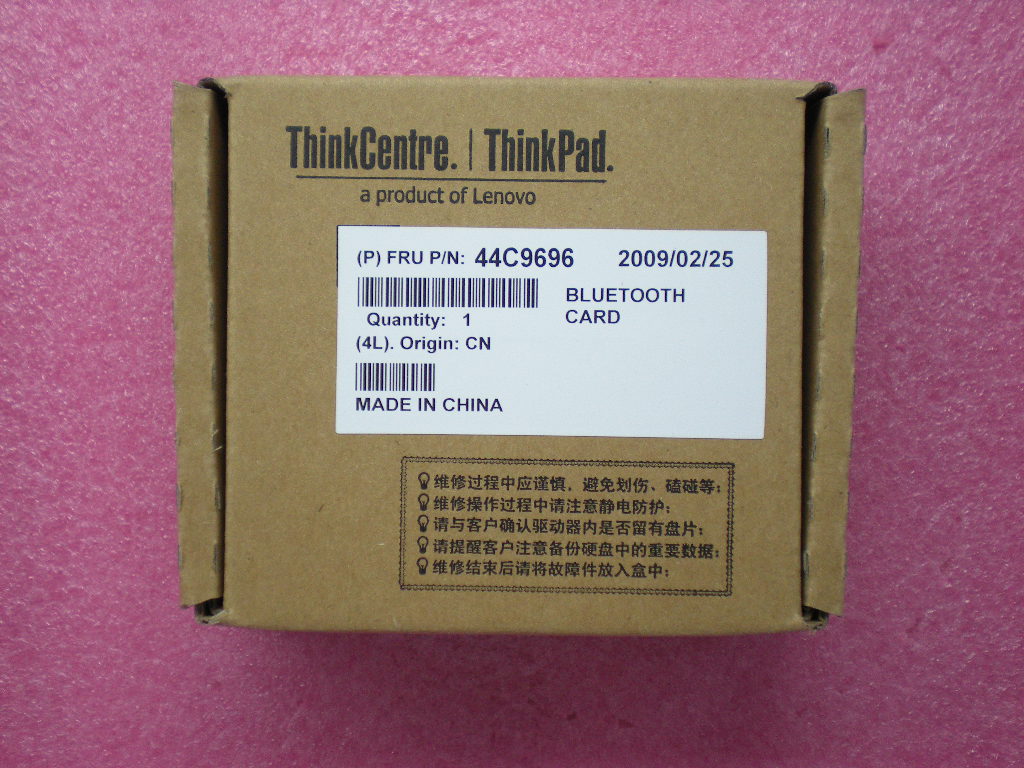 ThinkCentre. | ThinkPad.
a product of Lenovo
(P) FRU P/N: 44C9696 2009/02/25
BLUETOOTH
CARD
Quantity: 1
(4L). Origin: CN
MADE IN CHINA
维修过程中应谨慎，避免划伤、磕碰等；
维修操作过程中请注意静电防护；
请与客户确认驱动器内是否留有盘片；
请提醒客户注意备份硬盘中的重要数据；
维修结束后请将故障件放入盒中；